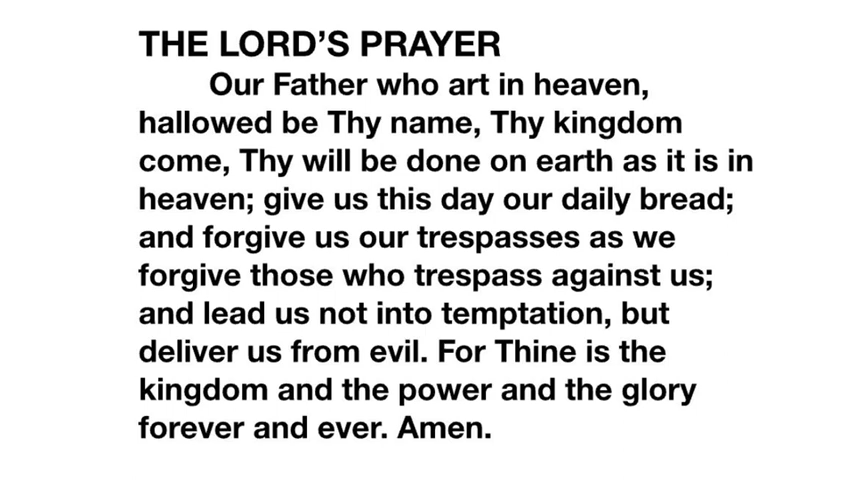 THE LORD’S PRAYER
Our Father who art in heaven,
hallowed be Thy name, Thy kingdom
come, Thy will be done on earth as it is in
heaven; give us this day our daily bread;
and forgive us our trespasses as we
forgive those who trespass against us;
and lead us not into temptation, but
deliver us from evil. For Thine is the
kingdom and the power and the glory
forever and ever. Amen.